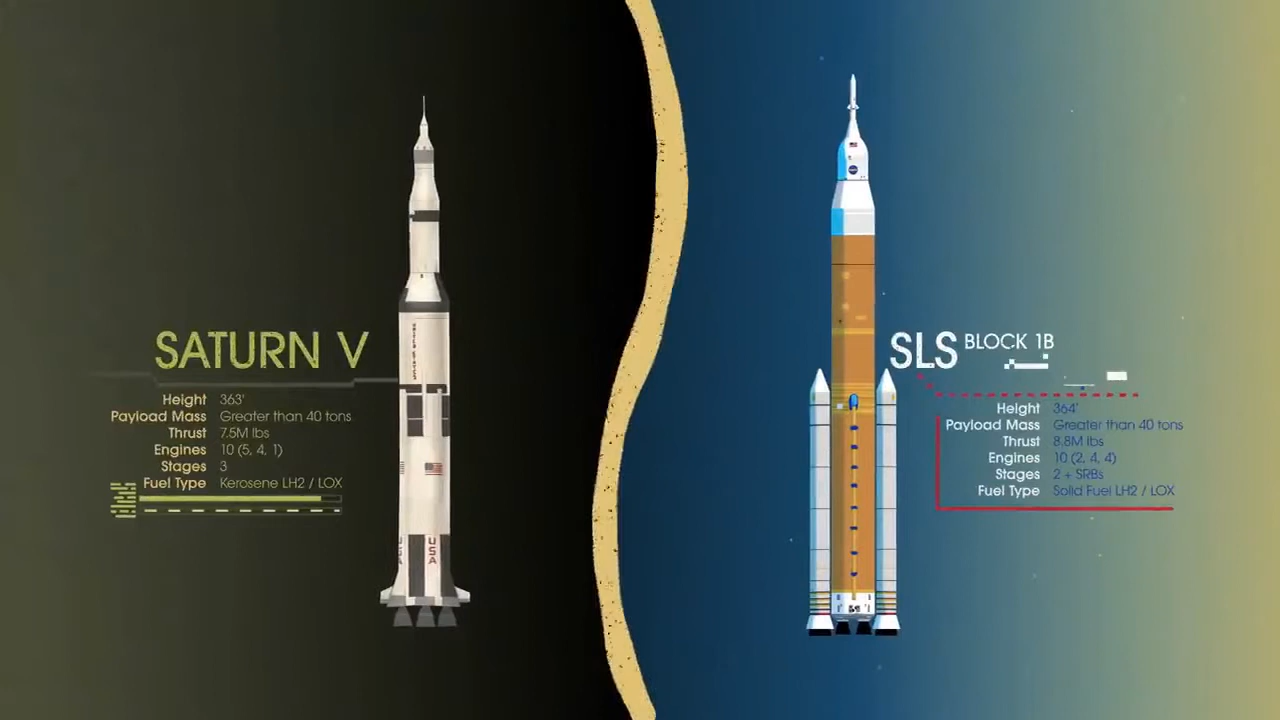 SATURN V
Height 363'
Payload Mass Greater than 40 tons
Thrust 7.5M lbs
Engines 10 (5, 4, 1)
Stages 3
Fuel Type Kerosene LH2 / LOX
USA
SLS BLOCK 1B
Height 364'
Payload Mass Greater than 40 tons
Thrust 8.8M lbs
Engines 10 (2, 4, 4)
Stages 2 + SRBs
Fuel Type Solid Fuel LH2 / LOX